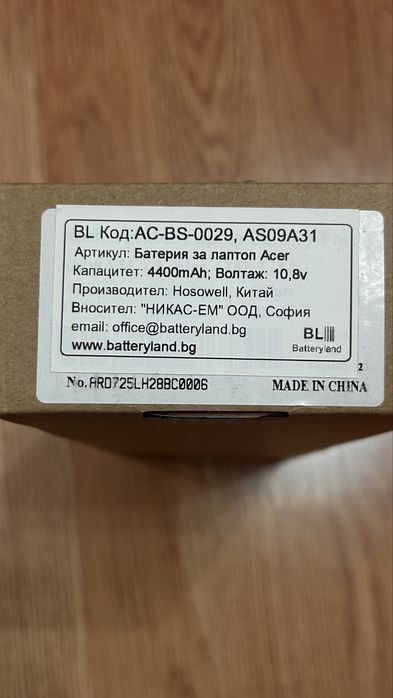 BL Код:AC-BS-0029, AS09A31
Артикул: Батерия за лаптоп Acer
Капацитет: 4400mAh; Волтаж: 10,8v
Производител: Hosowell, Китай
Вносител: "НИКАС-ЕМ" ООД, София
email: office@batteryland.bg
www.batteryland.bg
BL
Batteryland
2
No.ARD725LH28BC0006
MADE IN CHINA